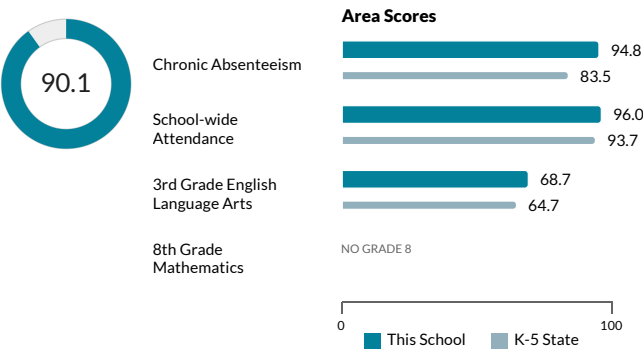 Area Scores
90.1
Chronic Absenteeism
94.8
83.5
School-wide
Attendance
96.0
93.7
3rd Grade English
Language Arts
68.7
64.7
8th Grade
Mathematics
NO GRADE 8
0
100
This School
K-5 State